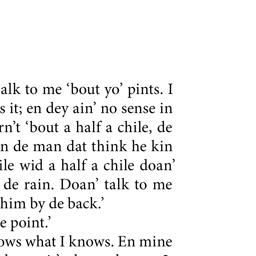 alk to me ‘bout yo’ pints. I
s it; en dey ain’ no sense in
rn’t ‘bout a half a chile, de
n de man dat think he kin
ile wid a half a chile doan’
de rain. Doan’ talk to me
him by de back.’
e point.’
ows what I knows. En mine